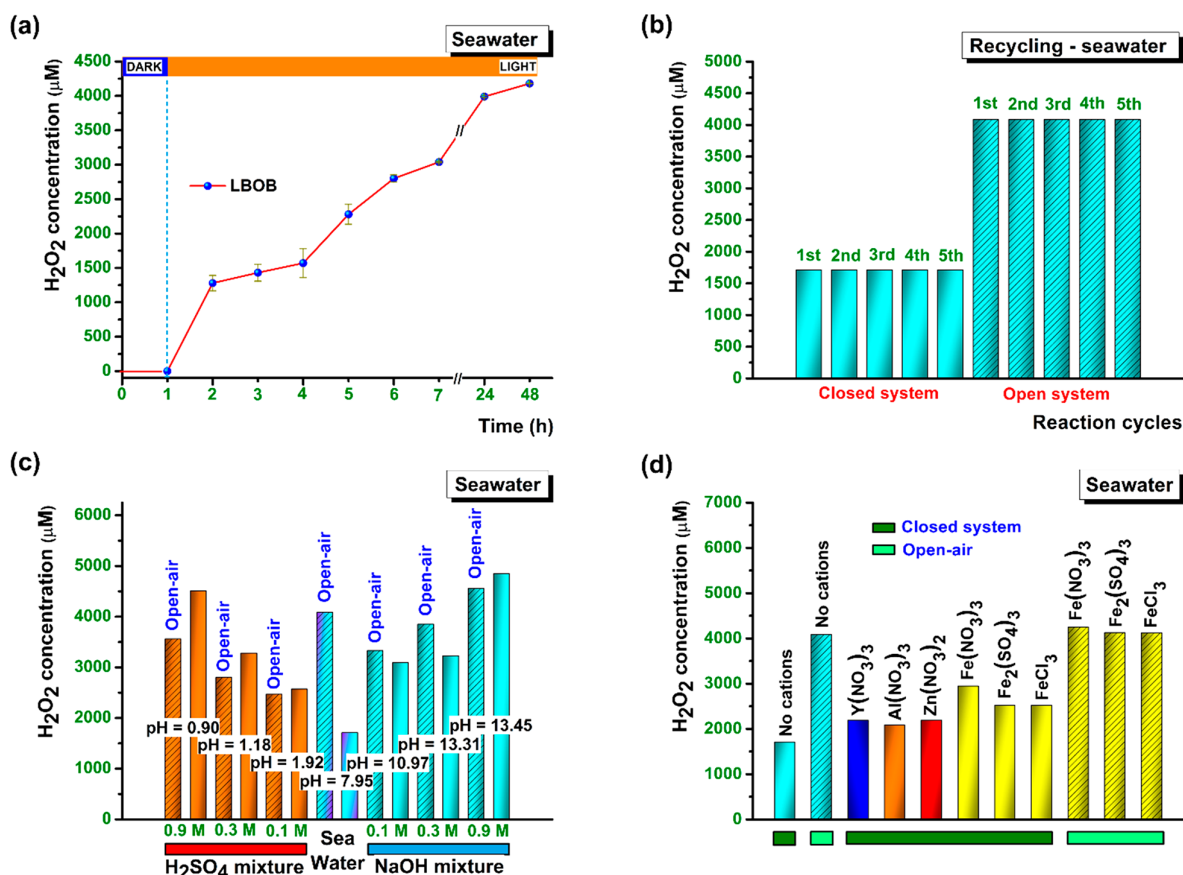 (a)
Seawater
H₂O₂ concentration (µM)
4500
4000
3500
3000
2500
2000
1500
1000
500
0
DARK
LIGHT
LBOB
//
0 1 2 3 4 5 6 7 // 24 48
Time (h)
(b)
Recycling - seawater
H₂O₂ concentration (µM)
5000
4500
4000
3500
3000
2500
2000
1500
1000
500
0
1st 2nd 3rd 4th 5th
1st 2nd 3rd 4th 5th
Closed system
Open system
Reaction cycles
(c)
Seawater
H₂O₂ concentration (µM)
6000
5000
4000
3000
2000
1000
0
Open-air
Open-air
Open-air
Open-air
Open-air
Open-air
Open-air
pH = 0.90
pH = 1.18
pH = 1.92
pH = 7.95
pH = 10.97
pH = 13.31
pH = 13.45
0.9 M 0.3 M 0.1 M
Sea
Water
0.1 M 0.3 M 0.9 M
H₂SO₄ mixture
NaOH mixture
(d)
Seawater
H₂O₂ concentration (µM)
7000
6000
5000
4000
3000
2000
1000
0
Closed system
Open-air
No cations
No cations
Y(NO₃)₃
Al(NO₃)₃
Zn(NO₃)₂
Fe(NO₃)₃
Fe₂(SO₄)₃
FeCl₃
Fe(NO₃)₃
Fe₂(SO₄)₃
FeCl₃